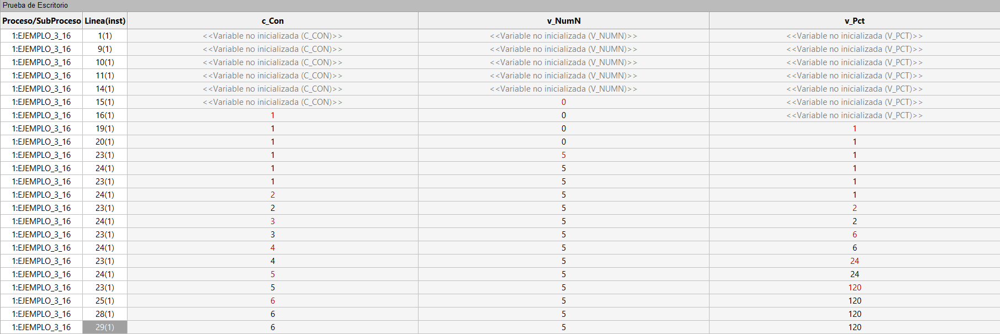 Prueba de Escritorio
Proceso/SubProceso Linea(inst) c_Con v_NumN v_Pct
1:EJEMPLO_3_16 1(1) <<Variable no inicializada (C_CON)>> <<Variable no inicializada (V_NUMN)>> <<Variable no inicializada (V_PCT)>>
1:EJEMPLO_3_16 9(1) <<Variable no inicializada (C_CON)>> <<Variable no inicializada (V_NUMN)>> <<Variable no inicializada (V_PCT)>>
1:EJEMPLO_3_16 10(1) <<Variable no inicializada (C_CON)>> <<Variable no inicializada (V_NUMN)>> <<Variable no inicializada (V_PCT)>>
1:EJEMPLO_3_16 11(1) <<Variable no inicializada (C_CON)>> <<Variable no inicializada (V_NUMN)>> <<Variable no inicializada (V_PCT)>>
1:EJEMPLO_3_16 14(1) <<Variable no inicializada (C_CON)>> <<Variable no inicializada (V_NUMN)>> <<Variable no inicializada (V_PCT)>>
1:EJEMPLO_3_16 15(1) <<Variable no inicializada (C_CON)>> 0 <<Variable no inicializada (V_PCT)>>
1:EJEMPLO_3_16 16(1) 1 0 <<Variable no inicializada (V_PCT)>>
1:EJEMPLO_3_16 19(1) 1 0 1
1:EJEMPLO_3_16 20(1) 1 0 1
1:EJEMPLO_3_16 23(1) 1 5 1
1:EJEMPLO_3_16 24(1) 1 5 1
1:EJEMPLO_3_16 23(1) 1 5 1
1:EJEMPLO_3_16 24(1) 2 5 1
1:EJEMPLO_3_16 23(1) 2 5 2
1:EJEMPLO_3_16 24(1) 3 5 2
1:EJEMPLO_3_16 23(1) 3 5 6
1:EJEMPLO_3_16 24(1) 4 5 6
1:EJEMPLO_3_16 23(1) 4 5 24
1:EJEMPLO_3_16 24(1) 5 5 24
1:EJEMPLO_3_16 23(1) 5 5 120
1:EJEMPLO_3_16 25(1) 6 5 120
1:EJEMPLO_3_16 28(1) 6 5 120
1:EJEMPLO_3_16 29(1) 6 5 120